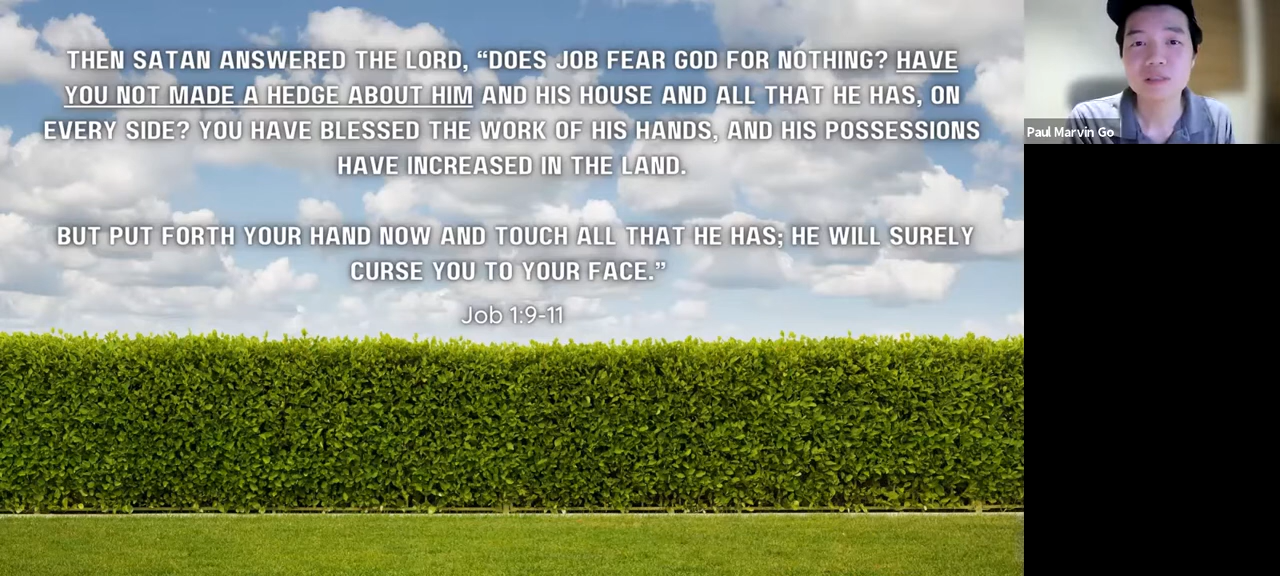 THEN SATAN ANSWERED THE LORD, “DOES JOB FEAR GOD FOR NOTHING? HAVE
YOU NOT MADE A HEDGE ABOUT HIM AND HIS HOUSE AND ALL THAT HE HAS, ON
EVERY SIDE? YOU HAVE BLESSED THE WORK OF HIS HANDS, AND HIS POSSESSIONS
HAVE INCREASED IN THE LAND.
BUT PUT FORTH YOUR HAND NOW AND TOUCH ALL THAT HE HAS; HE WILL SURELY
CURSE YOU TO YOUR FACE.”
Job 1:9-11
Paul Marvin Go